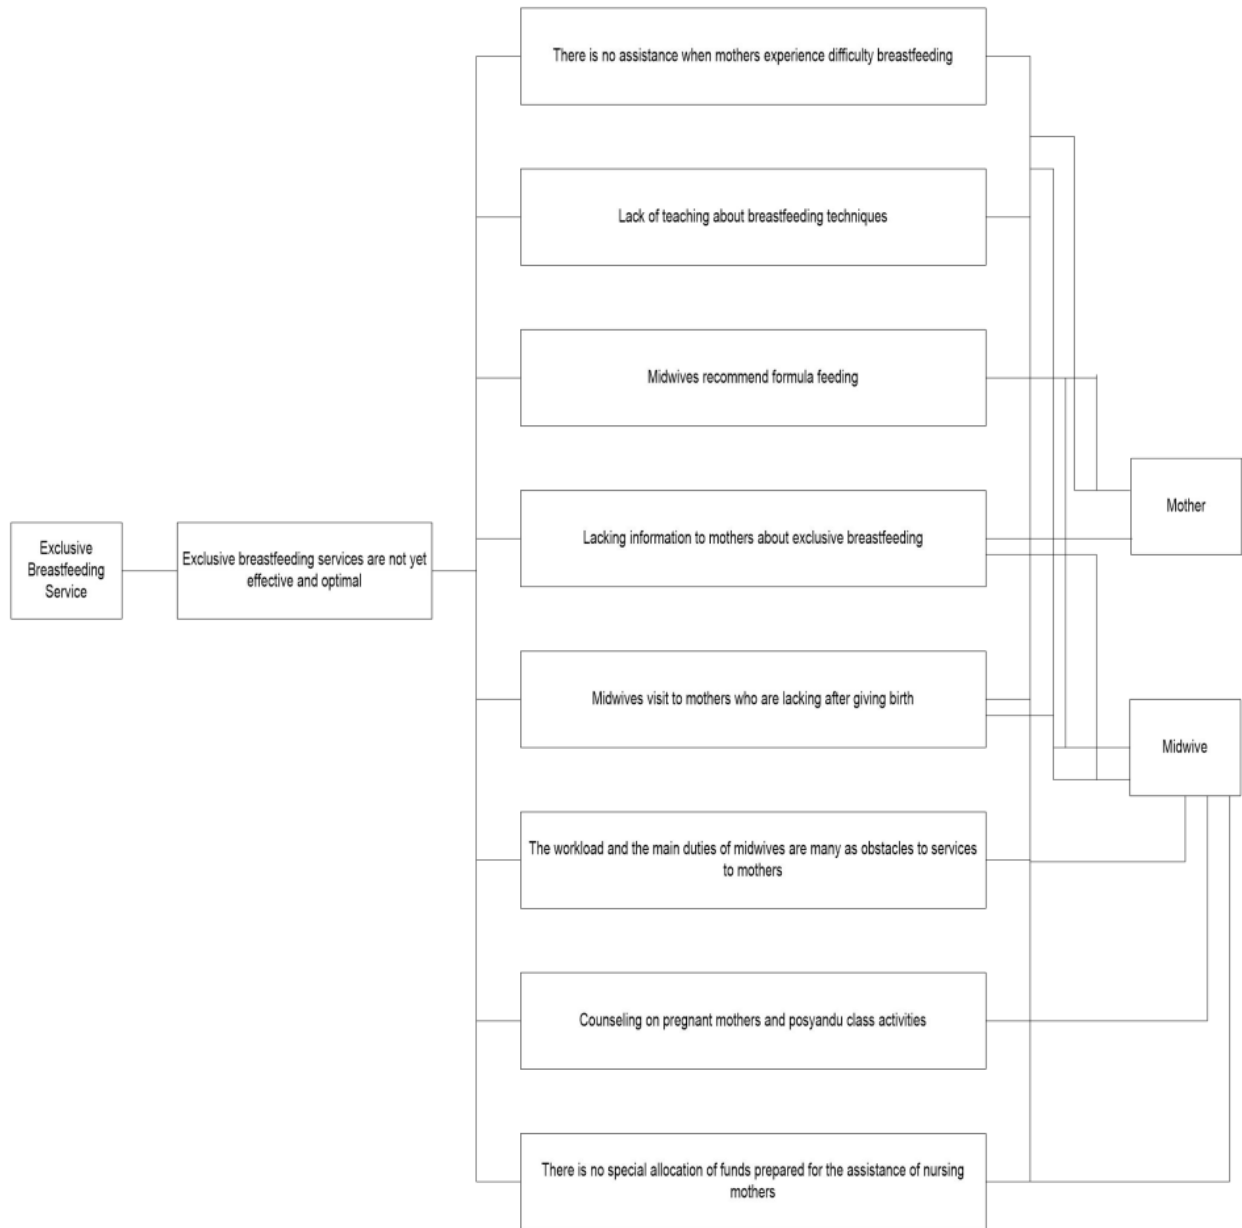 There is no assistance when mothers experience difficulty breastfeeding
Lack of teaching about breastfeeding techniques
Midwives recommend formula feeding
Mother
Lacking information to mothers about exclusive breastfeeding
Exclusive
Breastfeeding
Service
Exclusive breastfeeding services are not yet
effective and optimal
Midwives visit to mothers who are lacking after giving birth
Midwive
The workload and the main duties of midwives are many as obstacles to services
to mothers
Counseling on pregnant mothers and posyandu class activities
There is no special allocation of funds prepared for the assistance of nursing
mothers